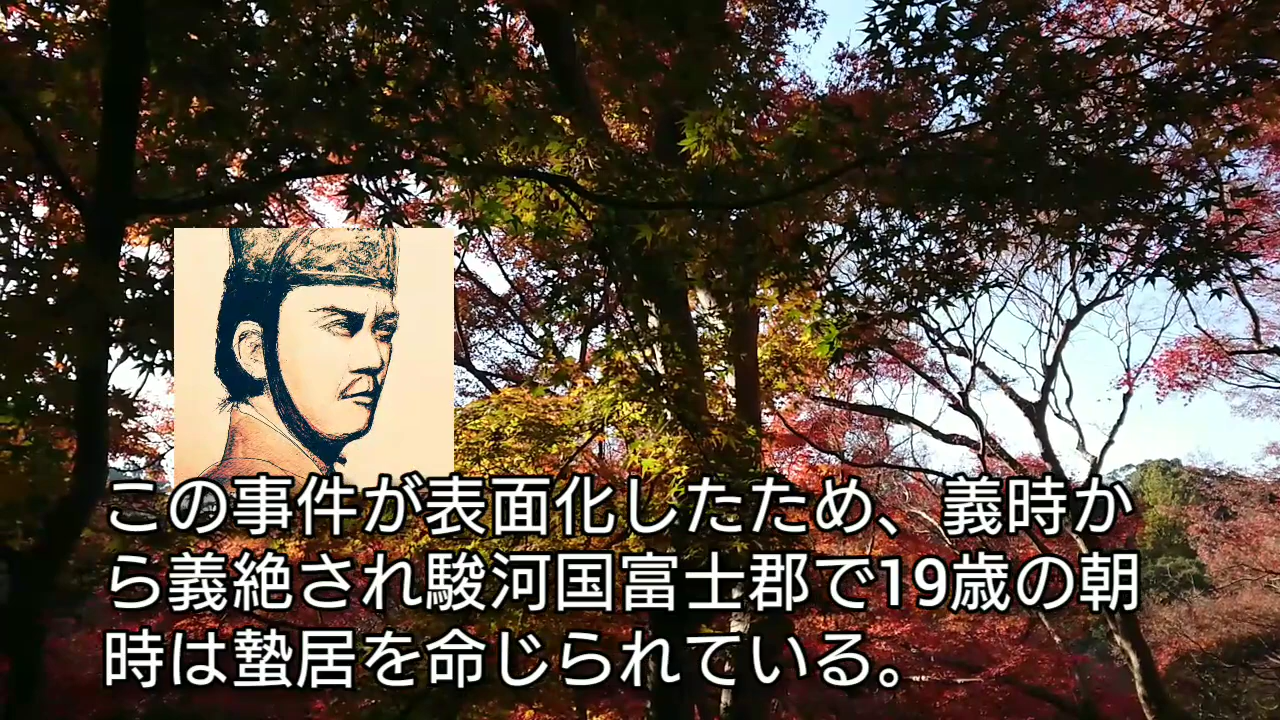 この事件が表面化したため、義時か
ら義絶され駿河国富士郡で19歳の朝
時は蟄居を命じられている。